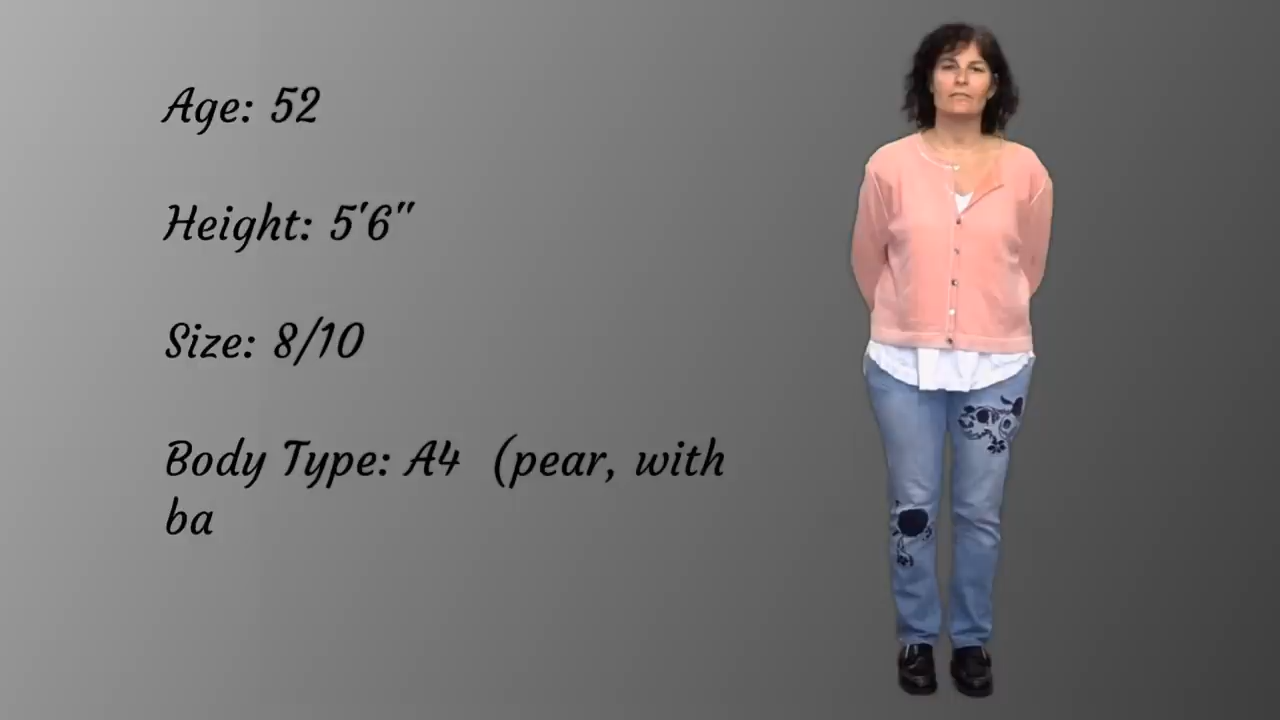 Age: 52
Height: 5'6"
Size: 8/10
Body Type: A4 (pear, with
ba